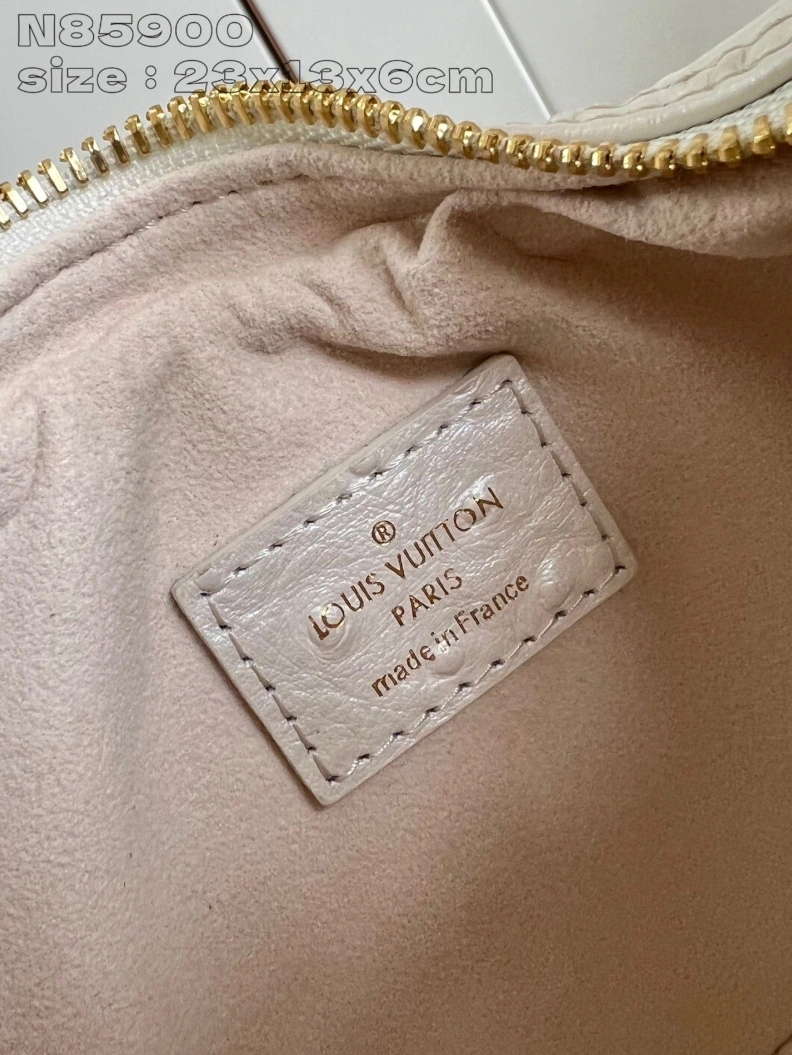 N85900
size : 23x13x6cm
®
LOUIS VUITTON
PARIS
made in France